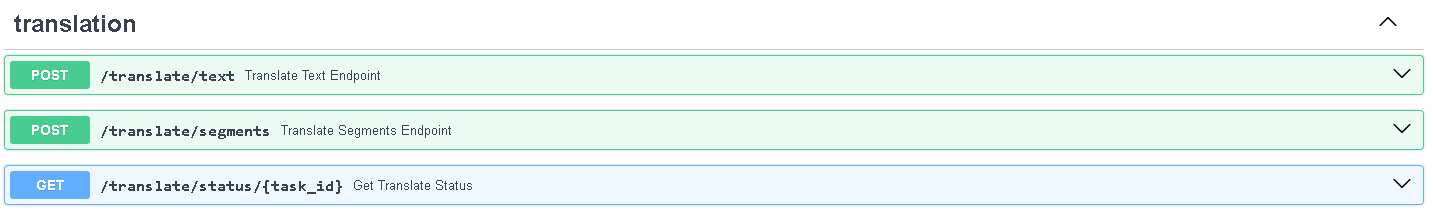 translation
POST /translate/text Translate Text Endpoint
POST /translate/segments Translate Segments Endpoint
GET /translate/status/{task_id} Get Translate Status